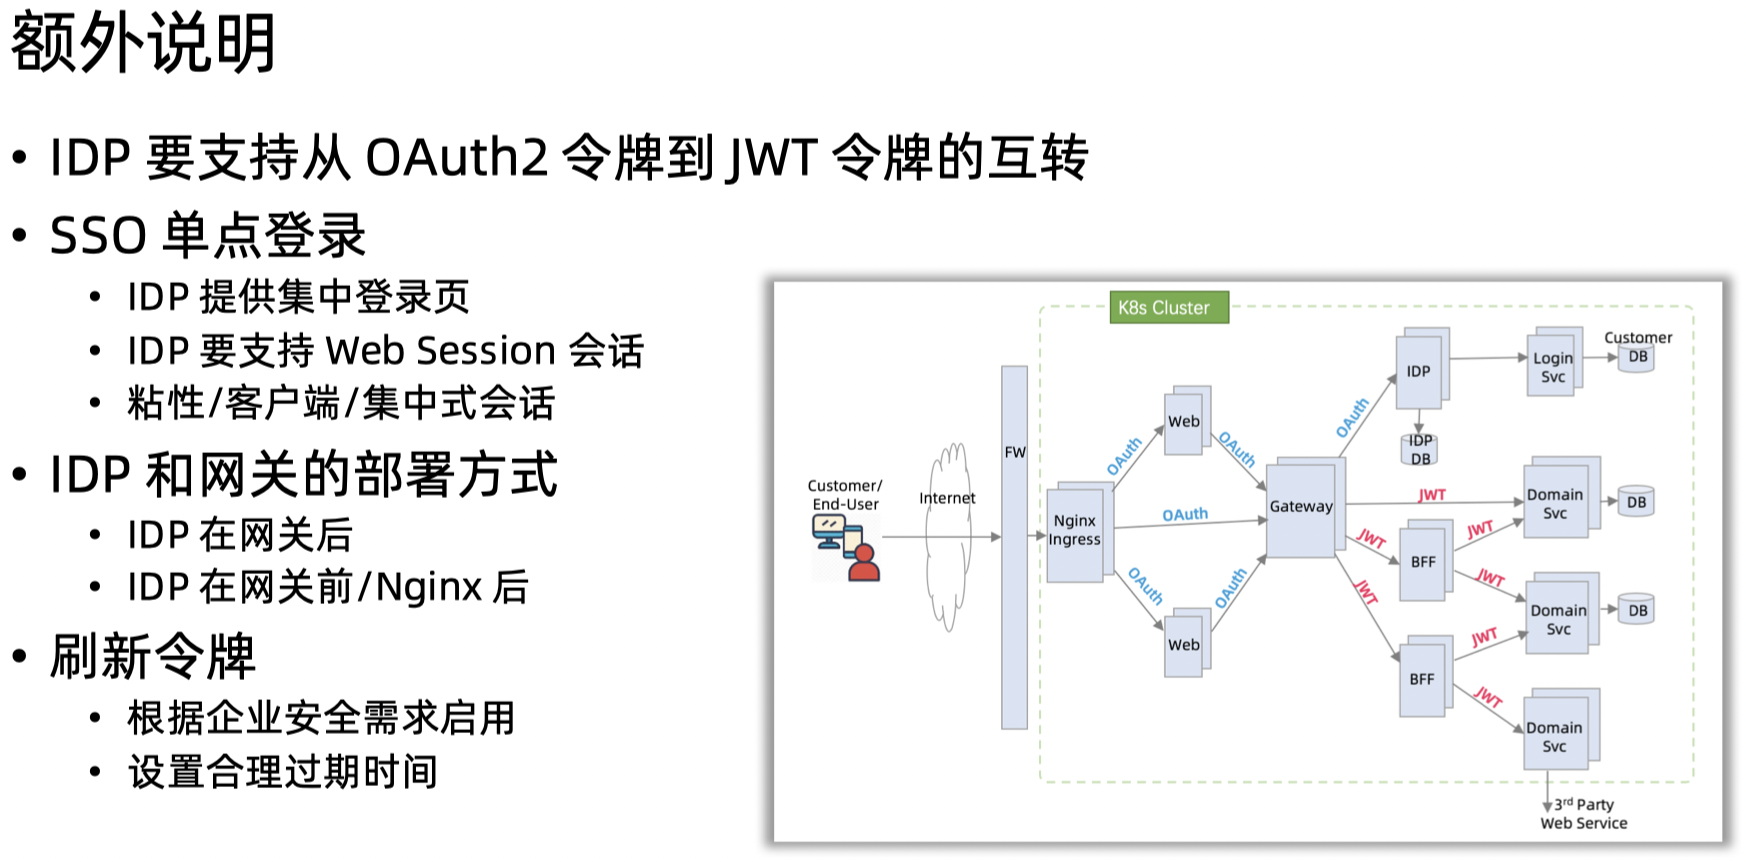 额外说明
• IDP 要支持从 OAuth2 令牌到 JWT 令牌的互转
• SSO 单点登录
• IDP 提供集中登录页
• IDP 要支持 Web Session 会话
• 粘性/客户端/集中式会话
• IDP 和网关的部署方式
• IDP 在网关后
• IDP 在网关前/Nginx 后
• 刷新令牌
• 根据企业安全需求启用
• 设置合理过期时间
K8s Cluster
Customer/
End-User
Internet
FW
Nginx
Ingress
OAuth
OAuth
OAuth
Web
Web
OAuth
OAuth
Gateway
OAuth
IDP
IDP
DB
Login
Svc
Customer
DB
JWT
JWT
JWT
BFF
BFF
JWT
JWT
JWT
JWT
Domain
Svc
DB
Domain
Svc
DB
Domain
Svc
3rd Party
Web Service